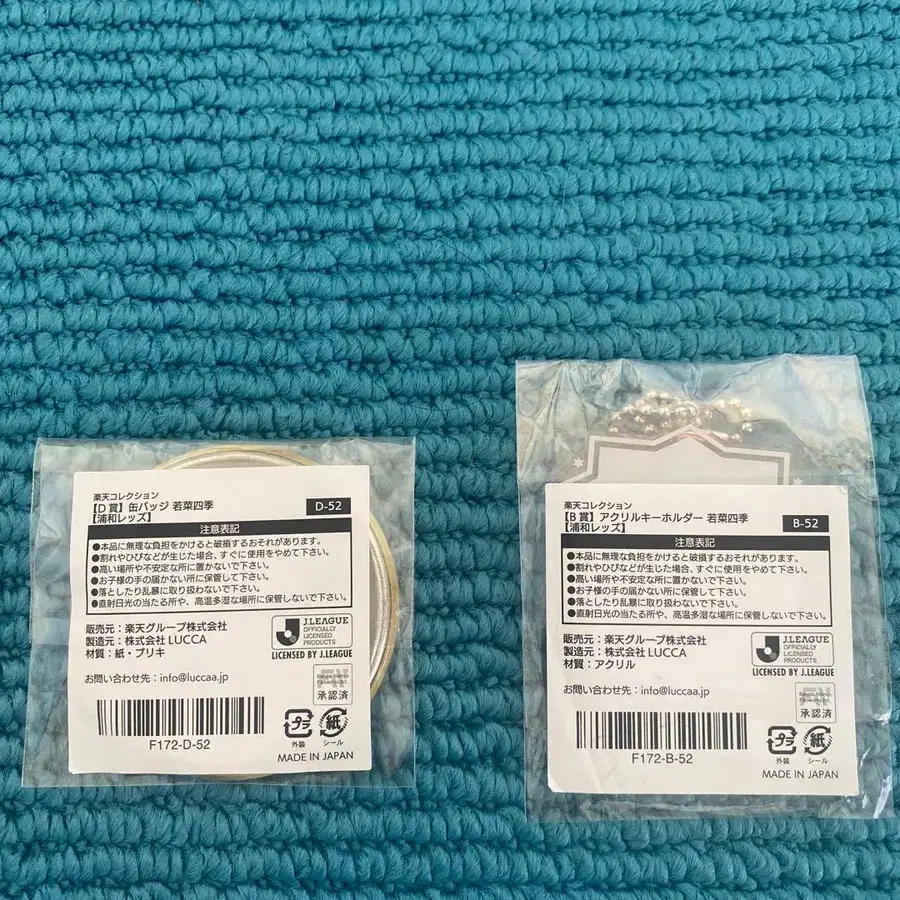 楽天コレクション
【D 賞】缶バッジ 若菜四季
【浦和レッズ】
D-52
注意表記
●本品に無理な負担をかけると破損するおそれがあります。
●割れやひびなどが生じた場合、すぐに使用をやめて下さい。
●高い場所や不安定な所に置かないで下さい。
●お子様の手の届かない所に保管して下さい。
●落としたり乱暴に取り扱わないで下さい。
●直射日光の当たる所や、高温多湿な場所に保管しないで下さい。
販売元：楽天グループ株式会社
製造元：株式会社 LUCCA
材質：紙・ブリキ
J.LEAGUE
OFFICIALLY
LICENSED
PRODUCTS
LICENSED BY J.LEAGUE
お問い合わせ先：info@luccaa.jp
承認済
F172-D-52
プラ
外装
紙
シール
MADE IN JAPAN
楽天コレクション
【B 賞】アクリルキーホルダー 若菜四季
【浦和レッズ】
B-52
注意表記
●本品に無理な負担をかけると破損するおそれがあります。
●割れやひびなどが生じた場合、すぐに使用をやめて下さい。
●高い場所や不安定な所に置かないで下さい。
●お子様の手の届かない所に保管して下さい。
●落としたり乱暴に取り扱わないで下さい。
●直射日光の当たる所や、高温多湿な場所に保管しないで下さい。
販売元：楽天グループ株式会社
製造元：株式会社 LUCCA
材質：アクリル
J.LEAGUE
OFFICIALLY
LICENSED
PRODUCTS
LICENSED BY J.LEAGUE
お問い合わせ先：info@luccaa.jp
承認済
F172-B-52
プラ
外装
紙
シール
MADE IN JAPAN